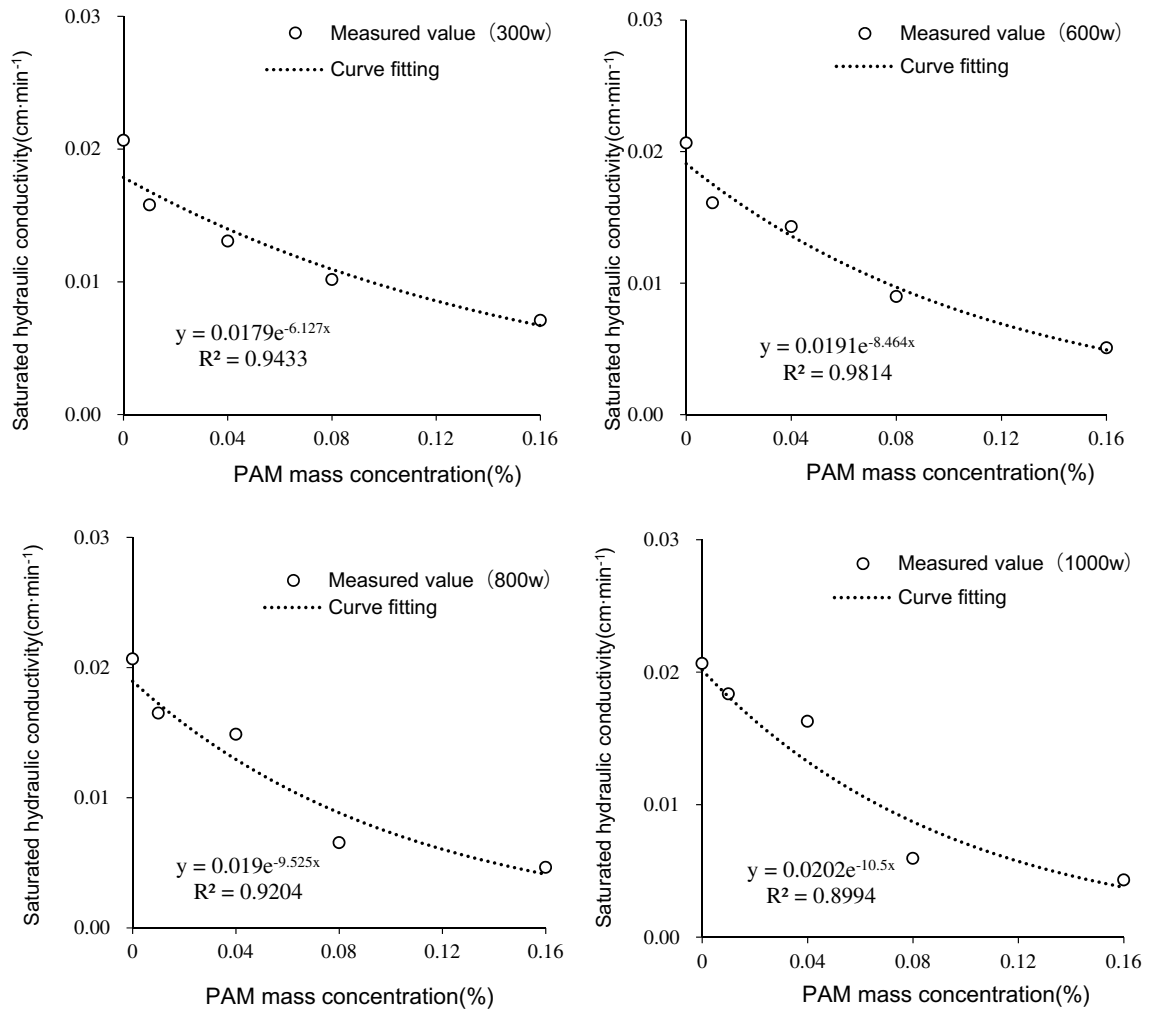 Saturated hydraulic conductivity(cm·min⁻¹)
0.03
0.02
0.01
0.00
Measured value（300w）
Curve fitting
y = 0.0179e^-6.127x
R² = 0.9433
0 0.04 0.08 0.12 0.16
PAM mass concentration(%)
Saturated hydraulic conductivity(cm·min⁻¹)
0.03
0.02
0.01
0.00
Measured value（600w）
Curve fitting
y = 0.0191e^-8.464x
R² = 0.9814
0 0.04 0.08 0.12 0.16
PAM mass concentration(%)
Saturated hydraulic conductivity(cm·min⁻¹)
0.03
0.02
0.01
0.00
Measured value（800w）
Curve fitting
y = 0.019e^-9.525x
R² = 0.9204
0 0.04 0.08 0.12 0.16
PAM mass concentration(%)
Saturated hydraulic conductivity(cm·min⁻¹)
0.03
0.02
0.01
0.00
Measured value（1000w）
Curve fitting
y = 0.0202e^-10.5x
R² = 0.8994
0 0.04 0.08 0.12 0.16
PAM mass concentration(%)